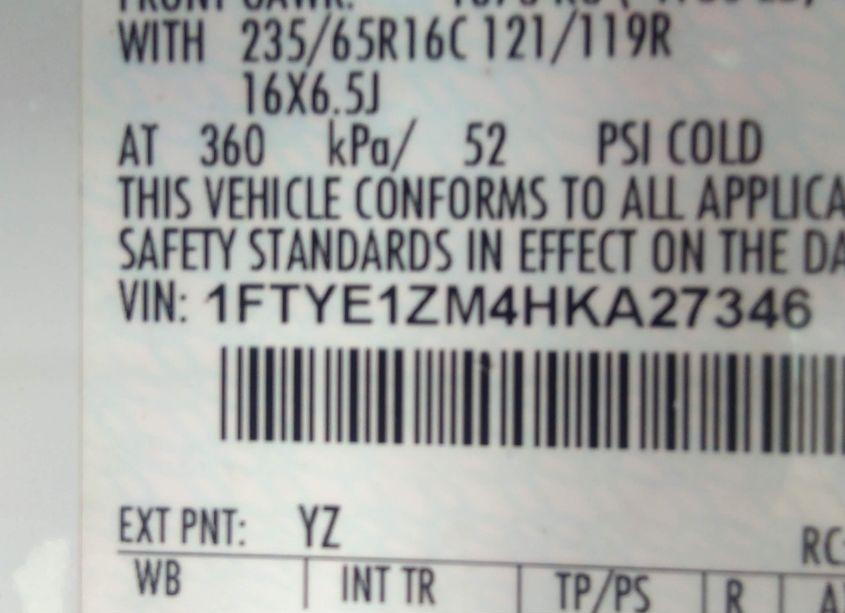 WITH 235/65R16C 121/119R
16X6.5J
AT 360 kPa/ 52 PSI COLD
THIS VEHICLE CONFORMS TO ALL
SAFETY STANDARDS IN EFFECT ON THE
VIN: 1FTYE1ZM4HKA27346
EXT PNT: YZ
WB INT TR TP/PS R